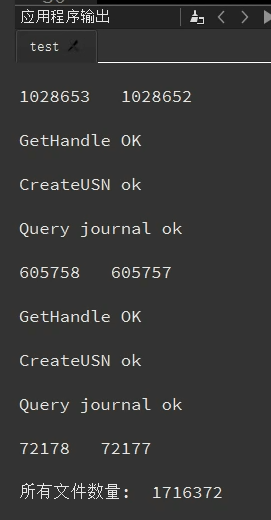 应用程序输出
test
1028653   1028652
GetHandle OK
CreateUSN ok
Query journal ok
605758   605757
GetHandle OK
CreateUSN ok
Query journal ok
72178   72177
所有文件数量:  1716372